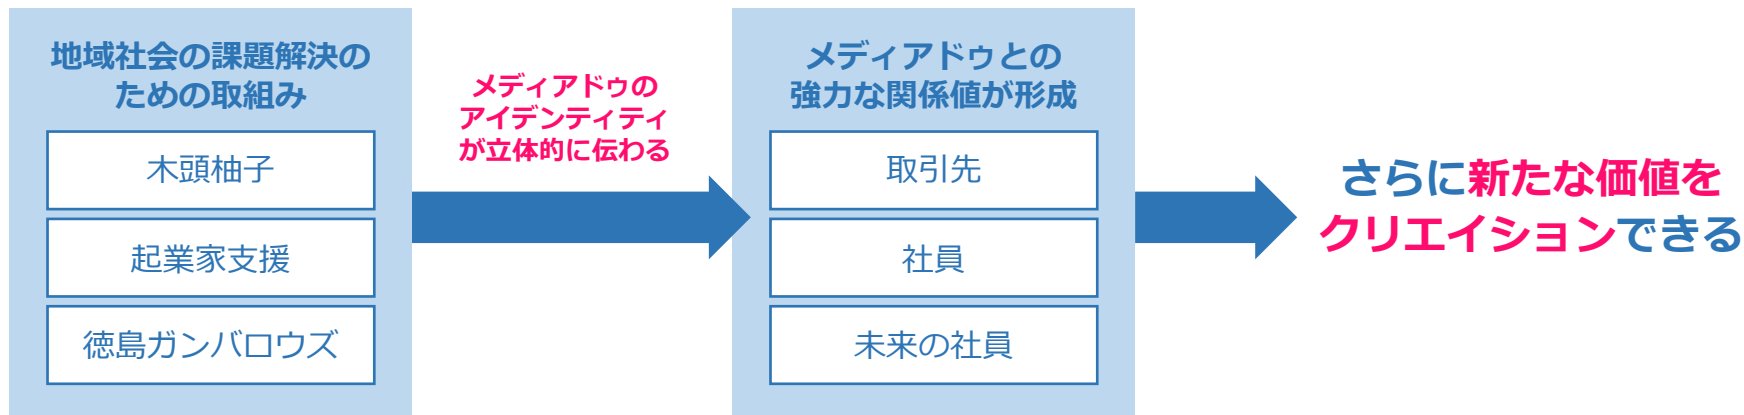 地域社会の課題解決の
ための取組み
木頭柚子
起業家支援
徳島ガンバロウズ
メディアドゥの
アイデンティティ
が立体的に伝わる
メディアドゥとの
強力な関係値が形成
取引先
社員
未来の社員
さらに新たな価値を
クリエイションできる